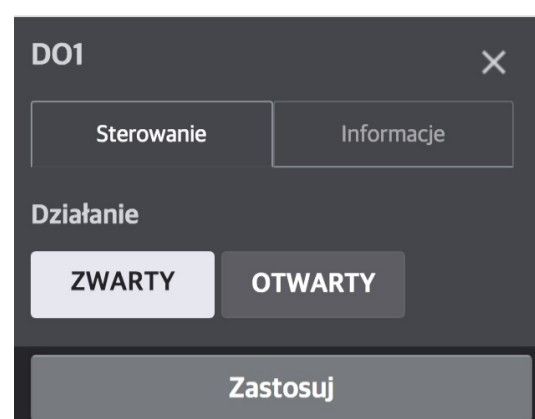 DO1
Sterowanie Informacje
Działanie
ZWARTY OTWARTY
Zastosuj